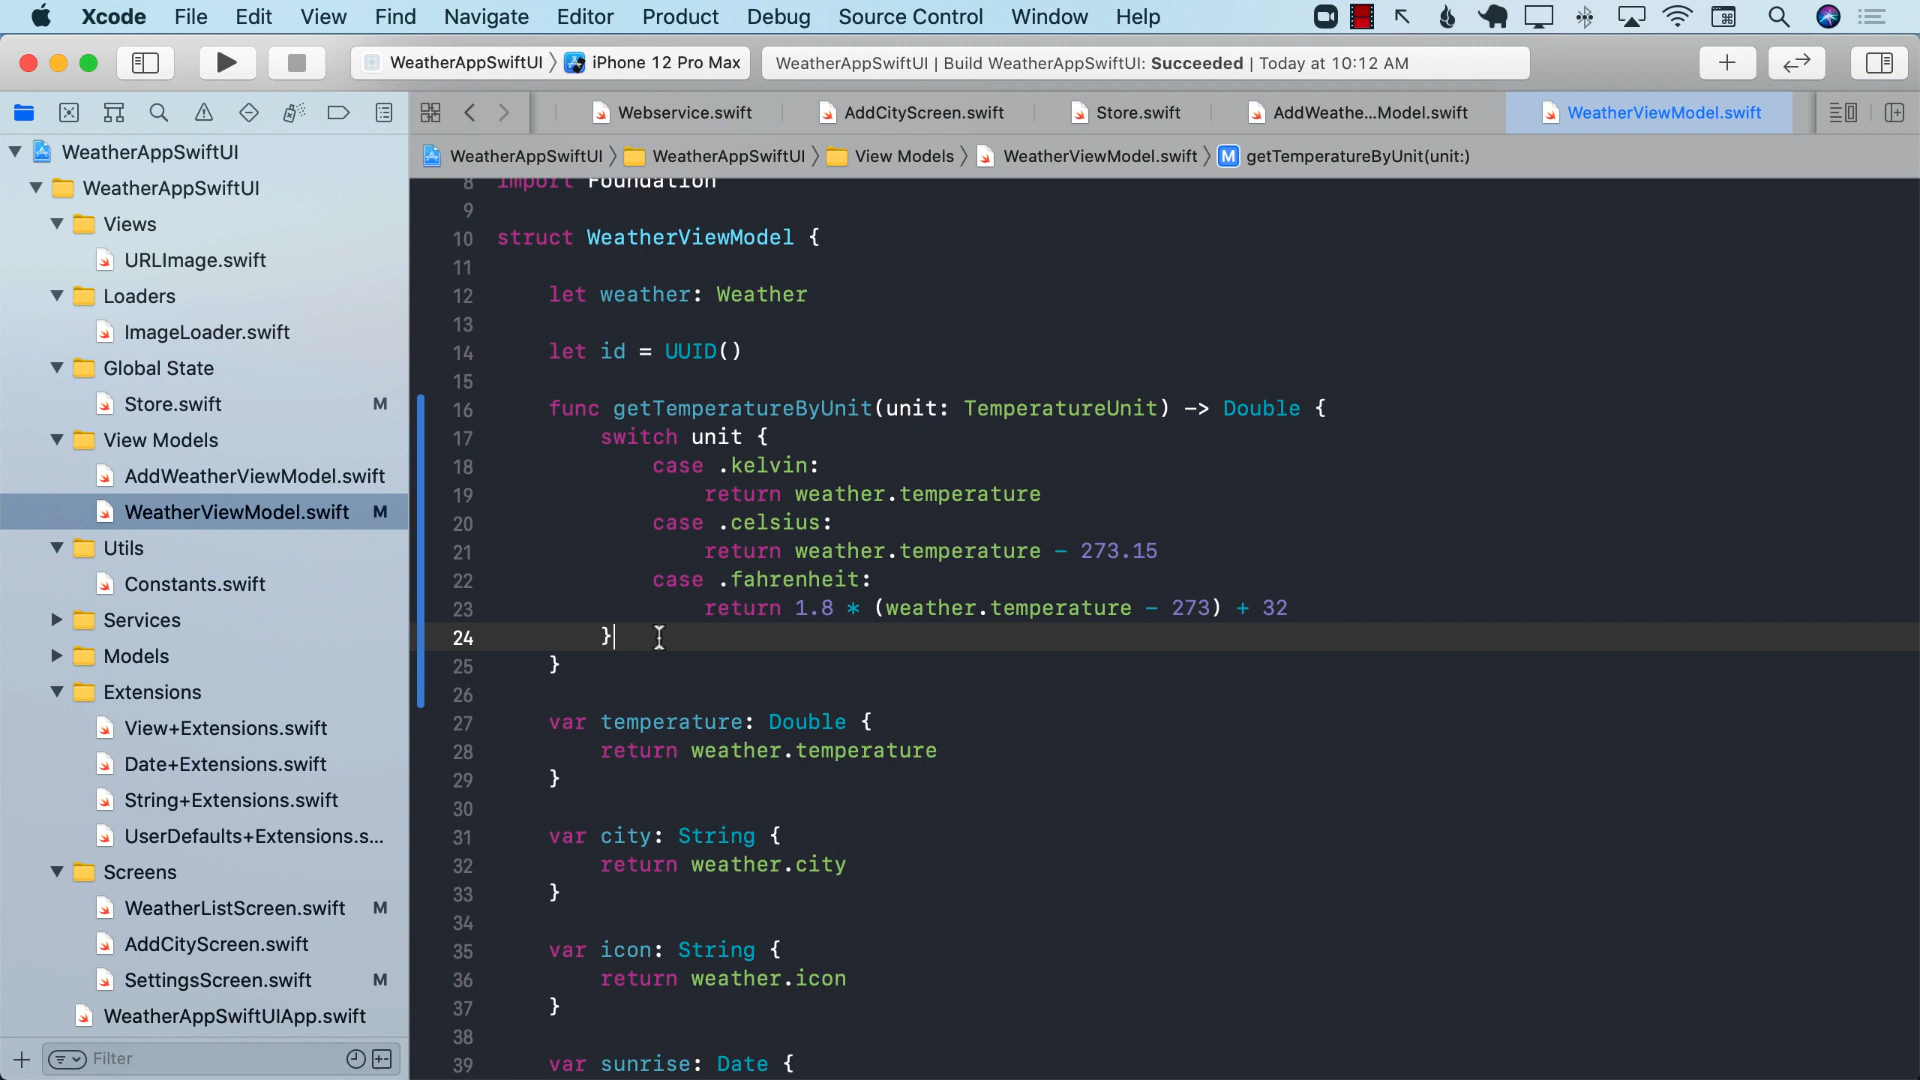 Xcode File Edit View Find Navigate Editor Product Debug Source Control Window Help
WeatherAppSwiftUI iPhone 12 Pro Max WeatherAppSwiftUI | Build WeatherAppSwiftUI: Succeeded | Today at 10:12 AM
Webservice.swift AddCityScreen.swift Store.swift AddWeathe...Model.swift WeatherViewModel.swift
WeatherAppSwiftUI WeatherAppSwiftUI View Models WeatherViewModel.swift M getTemperatureByUnit(unit:)
WeatherAppSwiftUI
WeatherAppSwiftUI
Views
URLImage.swift
Loaders
ImageLoader.swift
Global State
Store.swift M
View Models
AddWeatherViewModel.swift
WeatherViewModel.swift M
Utils
Constants.swift
Services
Models
Extensions
View+Extensions.swift
Date+Extensions.swift
String+Extensions.swift
UserDefaults+Extensions.s...
Screens
WeatherListScreen.swift M
AddCityScreen.swift
SettingsScreen.swift M
WeatherAppSwiftUIApp.swift
Filter
8 import Foundation
9
10 struct WeatherViewModel {
11
12 let weather: Weather
13
14 let id = UUID()
15
16 func getTemperatureByUnit(unit: TemperatureUnit) -> Double {
17 switch unit {
18 case .kelvin:
19 return weather.temperature
20 case .celsius:
21 return weather.temperature - 273.15
22 case .fahrenheit:
23 return 1.8 * (weather.temperature - 273) + 32
24 }
25 }
26
27 var temperature: Double {
28 return weather.temperature
29 }
30
31 var city: String {
32 return weather.city
33 }
34
35 var icon: String {
36 return weather.icon
37 }
38
39 var sunrise: Date {